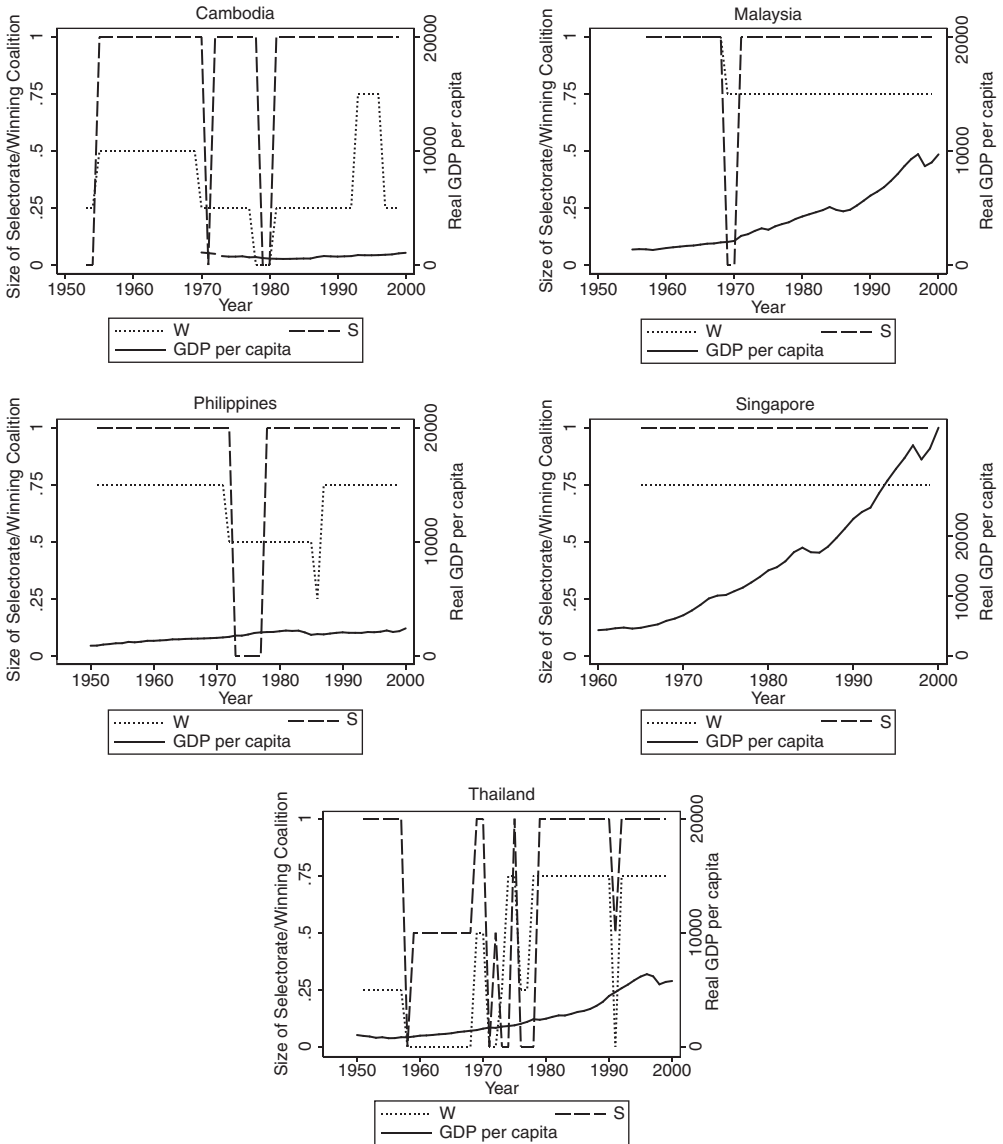 Cambodia
Size of Selectorate/Winning Coalition
1
.75
.5
.25
0
20000
10000
0
Real GDP per capita
1950 1960 1970 1980 1990 2000
Year
W S
GDP per capita
Malaysia
Size of Selectorate/Winning Coalition
1
.75
.5
.25
0
20000
10000
0
Real GDP per capita
1950 1960 1970 1980 1990 2000
Year
W S
GDP per capita
Philippines
Size of Selectorate/Winning Coalition
1
.75
.5
.25
0
20000
10000
0
Real GDP per capita
1950 1960 1970 1980 1990 2000
Year
W S
GDP per capita
Singapore
Size of Selectorate/Winning Coalition
1
.75
.5
.25
0
20000
10000
0
Real GDP per capita
1960 1970 1980 1990 2000
Year
W S
GDP per capita
Thailand
Size of Selectorate/Winning Coalition
1
.75
.5
.25
0
20000
10000
0
Real GDP per capita
1950 1960 1970 1980 1990 2000
Year
W S
GDP per capita